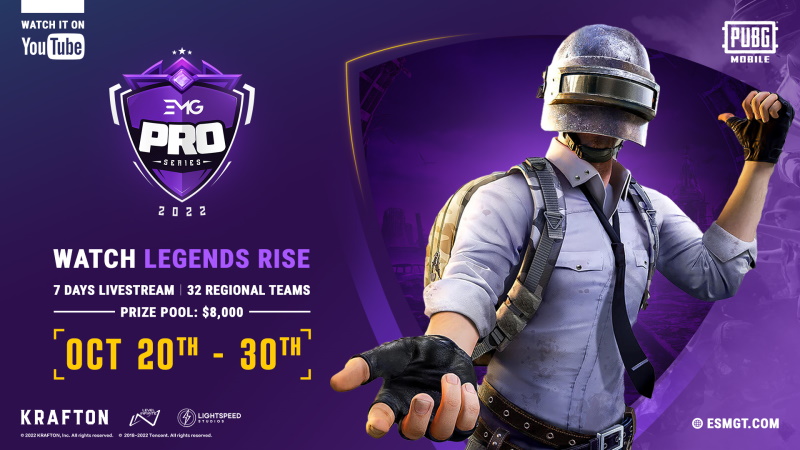 WATCH IT ON
YouTube
PUBG
MOBILE
EMG
PRO
SERIES
2022
WATCH LEGENDS RISE
7 DAYS LIVESTREAM | 32 REGIONAL TEAMS
PRIZE POOL: $8,000
OCT 20TH - 30TH
KRAFTON
LEVEL INFINITE
LIGHTSPEED
STUDIOS
© 2022 KRAFTON, Inc. All rights reserved. © 2018-2022 Tencent. All rights reserved.
ESMGT.COM